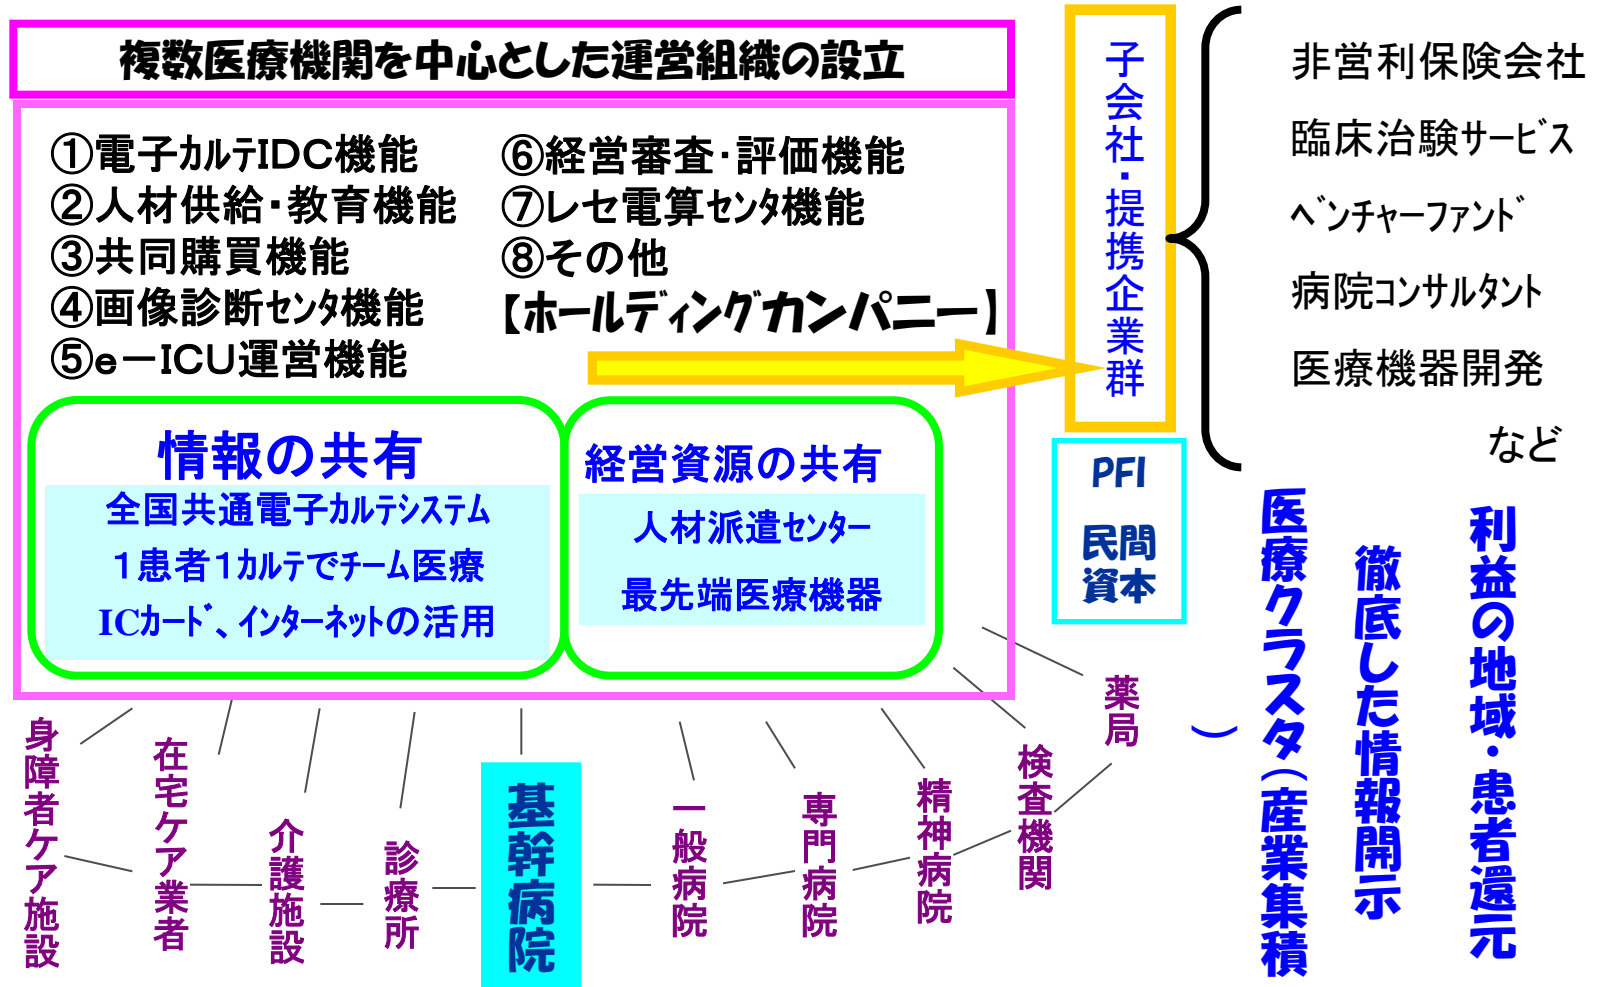 複数医療機関を中心とした運営組織の設立
①電子ｶﾙﾃIDC機能
②人材供給・教育機能
③共同購買機能
④画像診断ｾﾝﾀ機能
⑤e－ICU運営機能
⑥経営審査・評価機能
⑦レセ電算ｾﾝﾀ機能
⑧その他
【ホールディングカンパニー】
情報の共有
全国共通電子ｶﾙﾃｼｽﾃﾑ
１患者１ｶﾙﾃでﾁｰﾑ医療
ICｶｰﾄﾞ、ｲﾝﾀｰﾈｯﾄの活用
経営資源の共有
人材派遣ｾﾝﾀｰ
最先端医療機器
子会社・提携企業群
PFI
民間
資本
非営利保険会社
臨床治験ｻｰﾋﾞｽ
ﾍﾞﾝﾁｬｰﾌｧﾝﾄﾞ
病院ｺﾝｻﾙﾀﾝﾄ
医療機器開発
など
医療クラスタ（産業集積）
徹底した情報開示
利益の地域・患者還元
身障者ケア施設
在宅ケア業者
介護施設
診療所
基幹病院
一般病院
専門病院
精神病院
検査機関
薬局